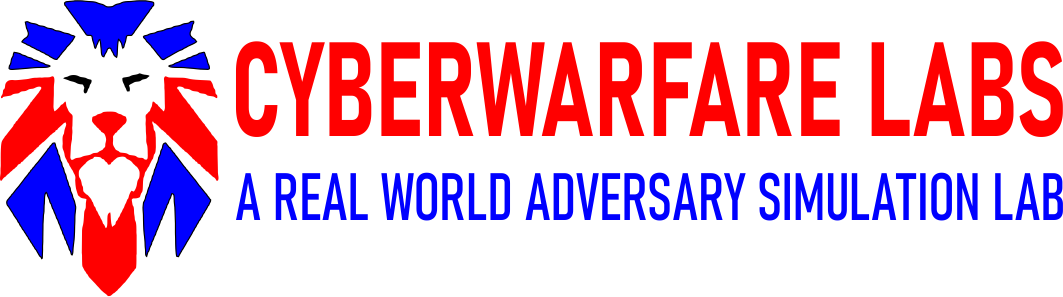 CYBERWARFARE LABS
A REAL WORLD ADVERSARY SIMULATION LAB